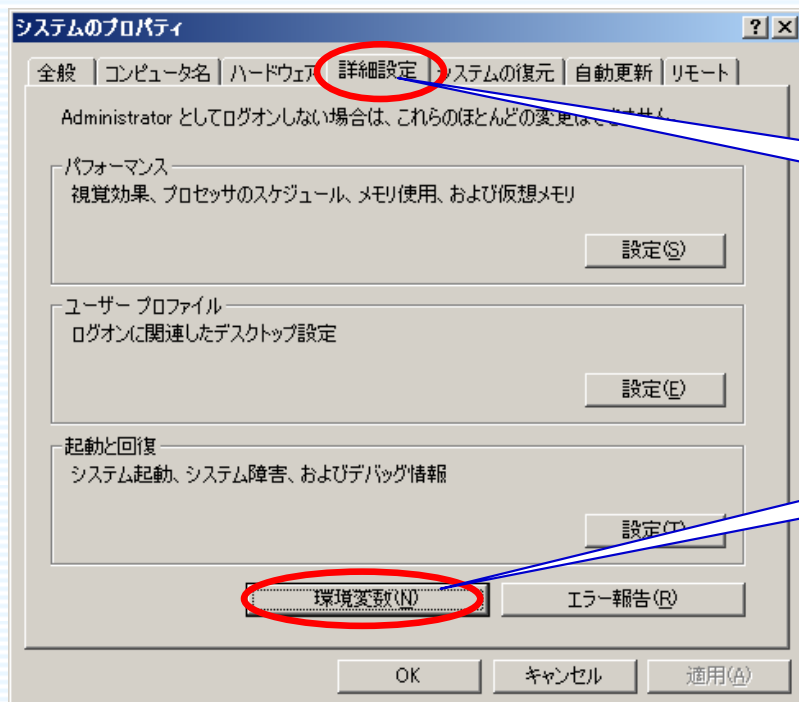 システムのプロパティ
全般 コンピュータ名 ハードウェア 詳細設定 システムの復元 自動更新 リモート
Administrator としてログオンしない場合は、これらのほとんどの変更はできません。
パフォーマンス
視覚効果、プロセッサのスケジュール、メモリ使用、および仮想メモリ
設定(S)
ユーザー プロファイル
ログオンに関連したデスクトップ設定
設定(E)
起動と回復
システム起動、システム障害、およびデバッグ情報
設定(T)
環境変数(N) エラー報告(R)
OK キャンセル 適用(A)